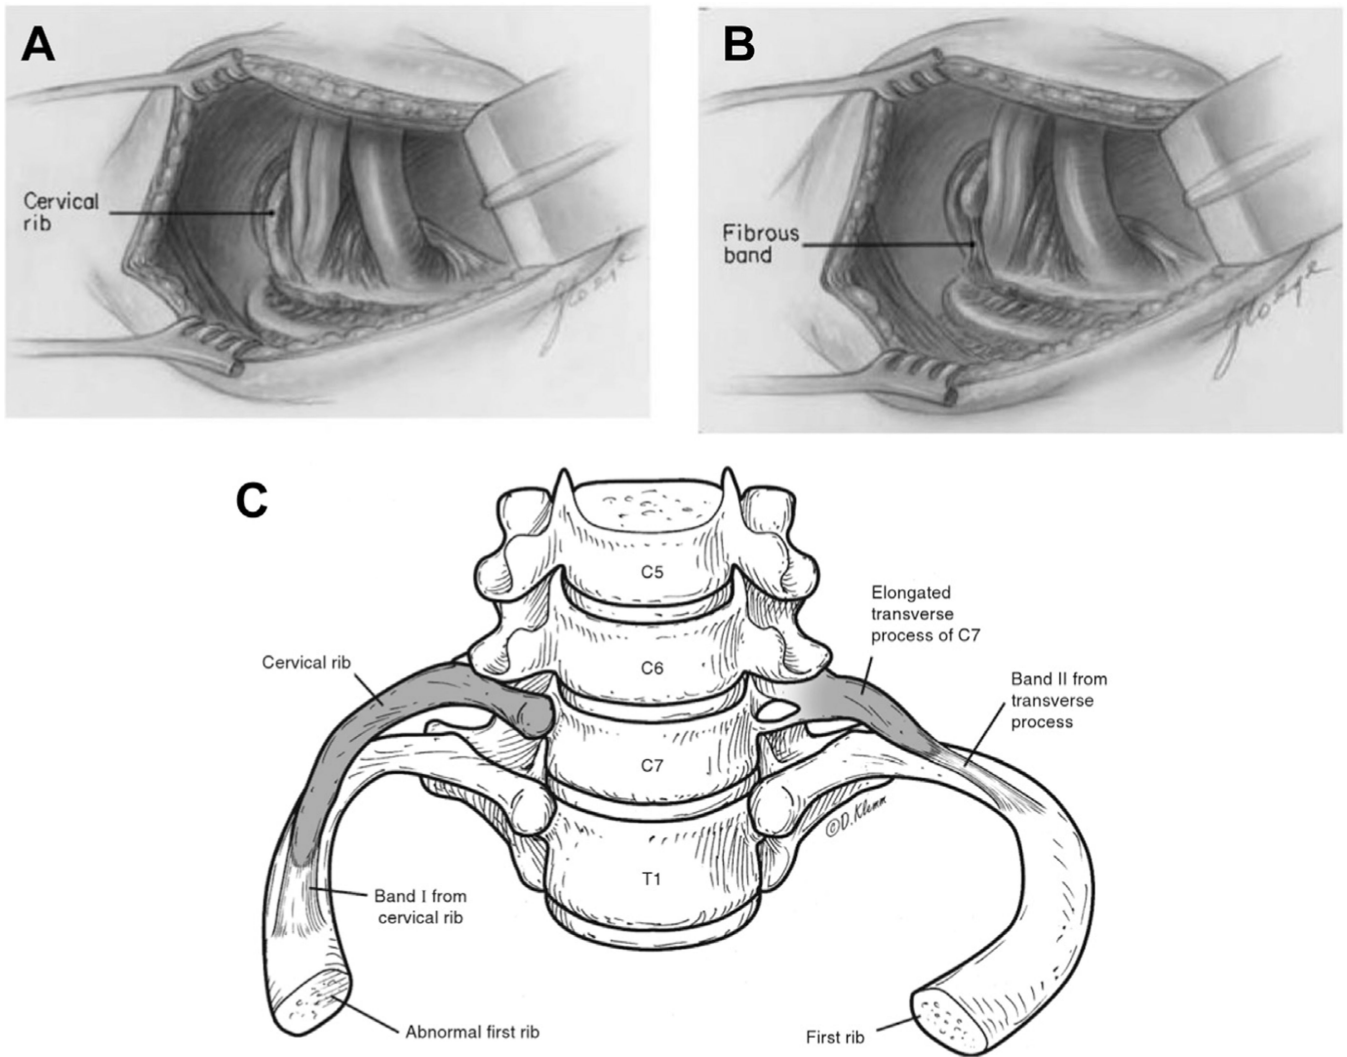 A
B
Cervical
rib
Fibrous
band
C
C5
C6
C7
T1
Cervical rib
Elongated
transverse
process of C7
Band II from
transverse
process
©D. Klemm
Band I from
cervical rib
Abnormal first rib
First rib